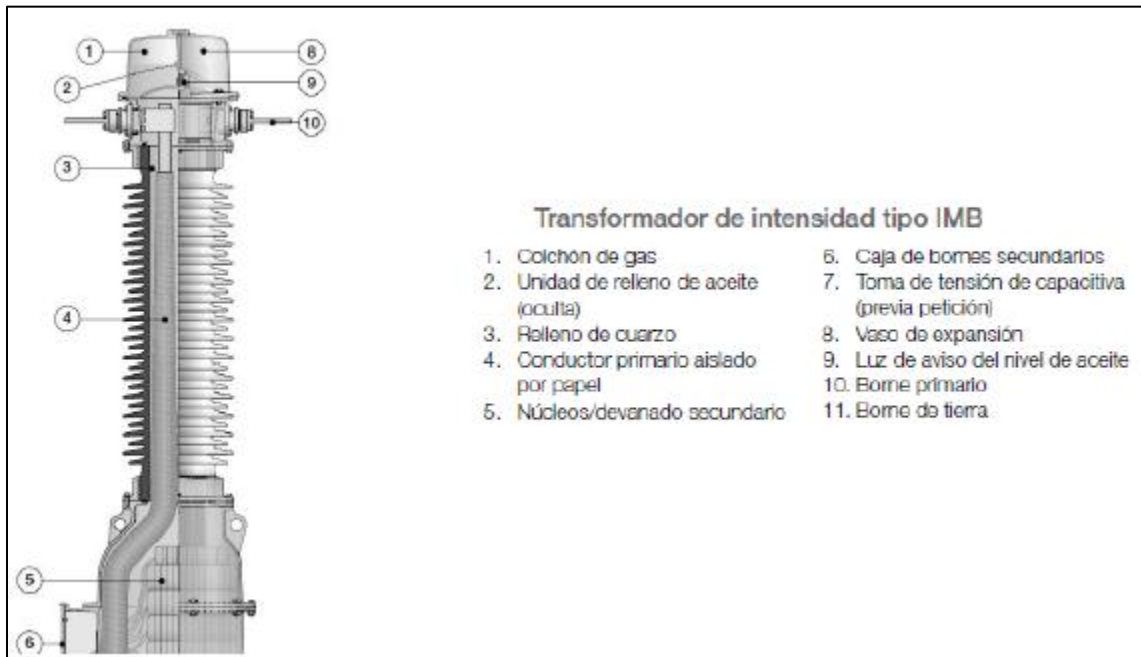 1
8
2
9
10
3
4
5
6
Transformador de intensidad tipo IMB
1. Colchón de gas
2. Unidad de relleno de aceite
(oculta)
3. Relleno de cuarzo
4. Conductor primario aislado
por papel
5. Núcleos/devanado secundario
6. Caja de bornes secundarios
7. Toma de tensión de capacitiva
(previa petición)
8. Vaso de expansión
9. Luz de aviso del nivel de aceite
10. Borne primario
11. Borne de tierra